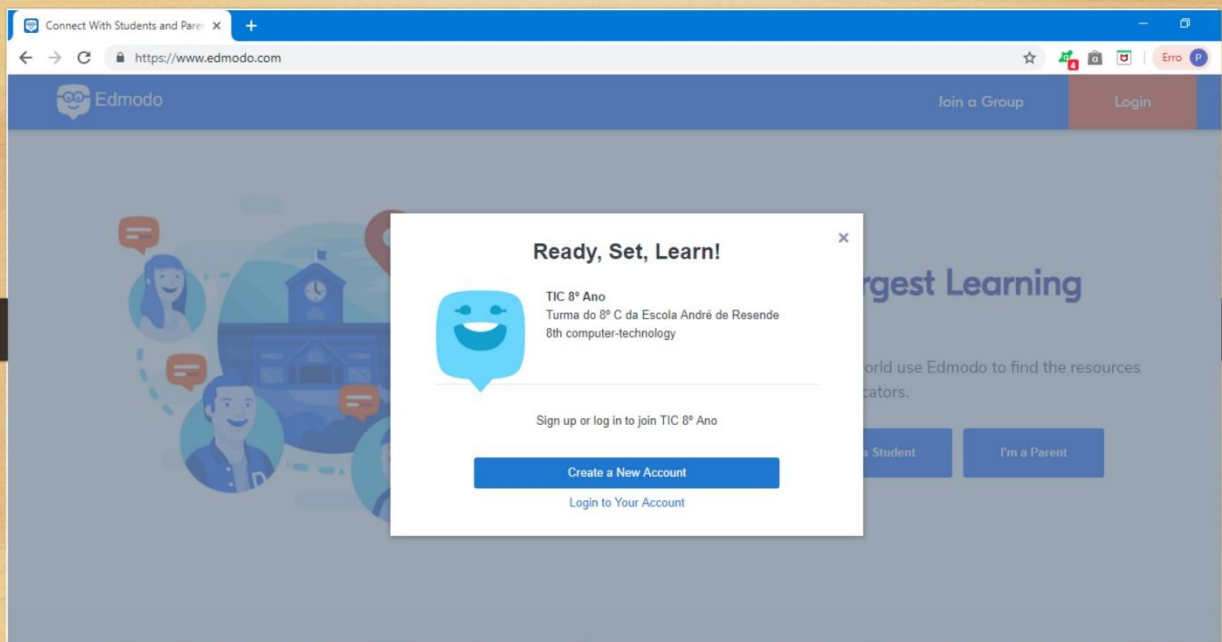 Connect With Students and Pare
https://www.edmodo.com
4
Erro P
Edmodo
Join a Group
Login
Ready, Set, Learn!
TIC 8º Ano
Turma do 8º C da Escola André de Resende
8th computer-technology
Sign up or log in to join TIC 8º Ano
Create a New Account
Login to Your Account
rgest Learning
orld use Edmodo to find the resources
cators.
Student
I'm a Parent